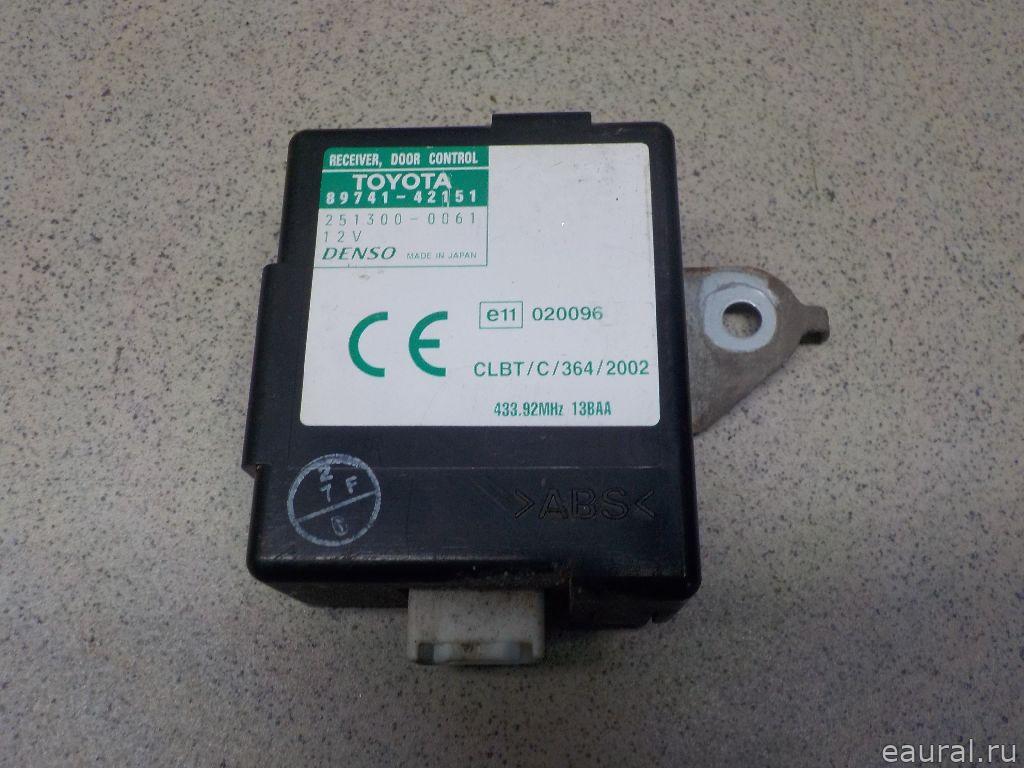 RECEIVER, DOOR CONTROL
TOYOTA
89741-42151
251300-0061
12V
DENSO MADE IN JAPAN
CE
e11 020096
CLBT/C/364/2002
433.92MHz 13BAA
2
7 F
>ABS<
eaural.ru